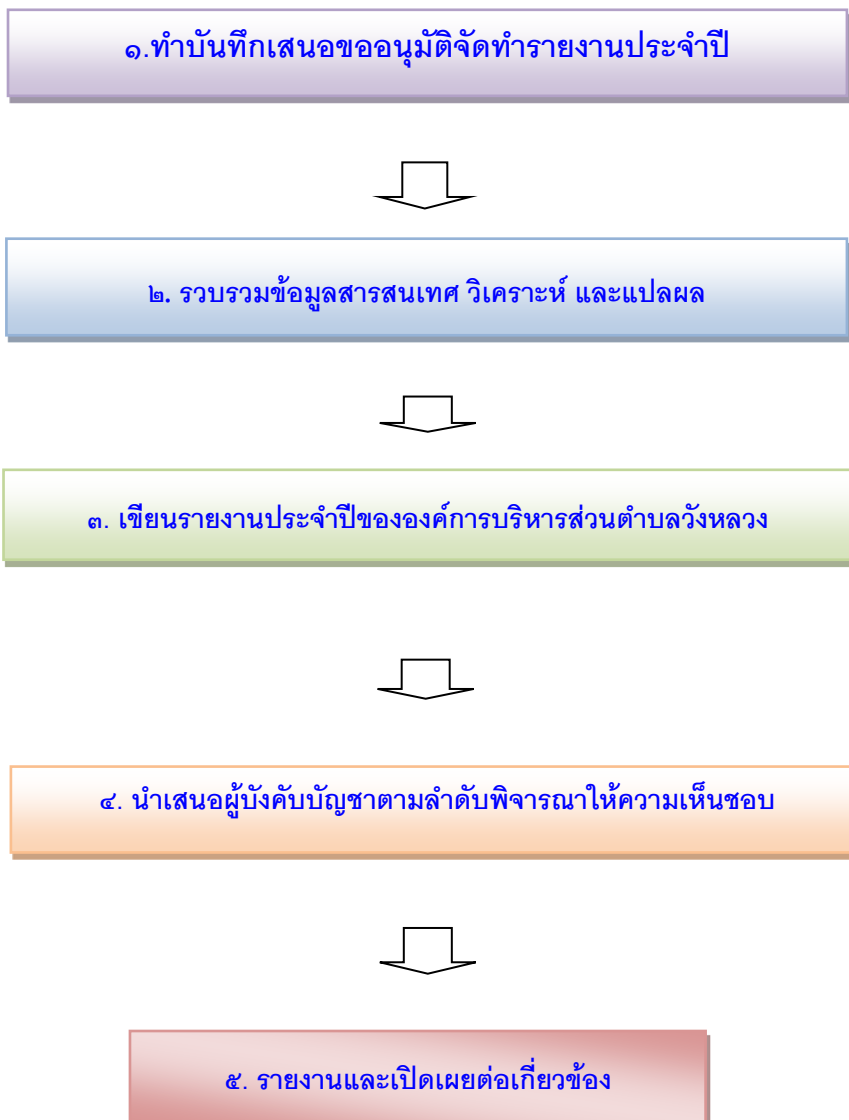 ๑.ทำบันทึกเสนอขออนุมัติจัดทำรายงานประจำปี
๒. รวบรวมข้อมูลสารสนเทศ วิเคราะห์ และแปลผล
๓. เขียนรายงานประจำปีขององค์การบริหารส่วนตำบลวังหลวง
๔. นำเสนอผู้บังคับบัญชาตามลำดับพิจารณาให้ความเห็นชอบ
๕. รายงานและเปิดเผยต่อเกี่ยวข้อง